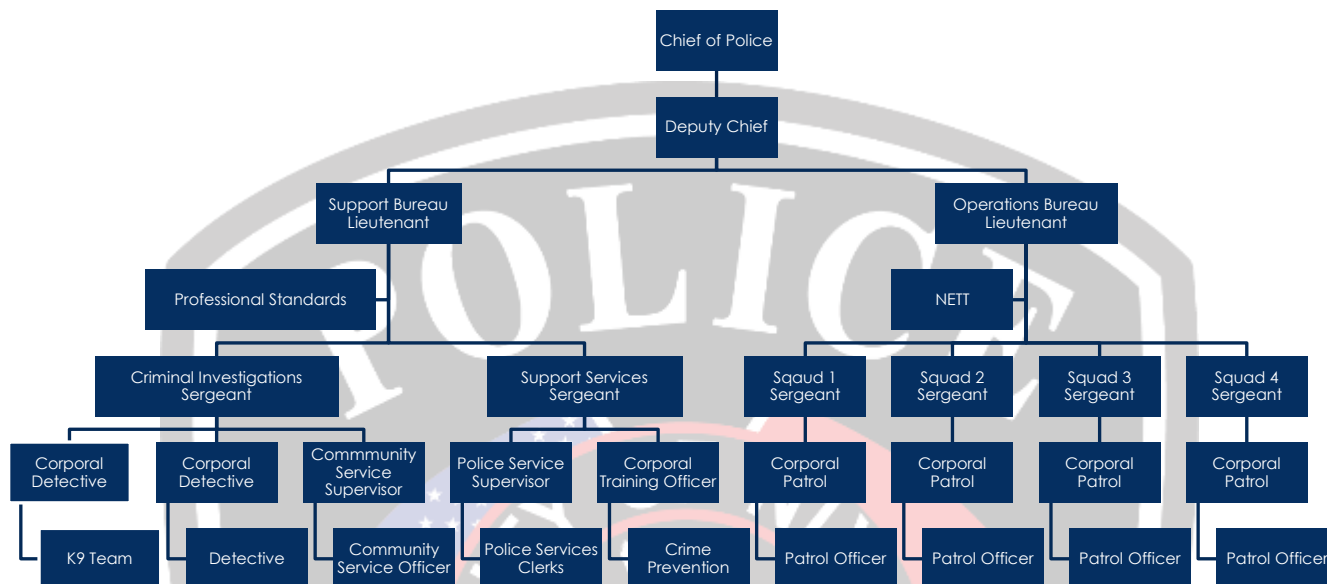 Chief of Police
Deputy Chief
Support Bureau
Lieutenant
Operations Bureau
Lieutenant
Professional Standards
NETT
Criminal Investigations
Sergeant
Support Services
Sergeant
Sqaud 1
Sergeant
Squad 2
Sergeant
Squad 3
Sergeant
Squad 4
Sergeant
Corporal
Detective
Corporal
Detective
Commmunity
Service
Supervisor
Police Service
Supervisor
Corporal
Training Officer
Corporal
Patrol
Corporal
Patrol
Corporal
Patrol
Corporal
Patrol
K9 Team
Detective
Community
Service Officer
Police Services
Clerks
Crime
Prevention
Patrol Officer
Patrol Officer
Patrol Officer
Patrol Officer
POLICE